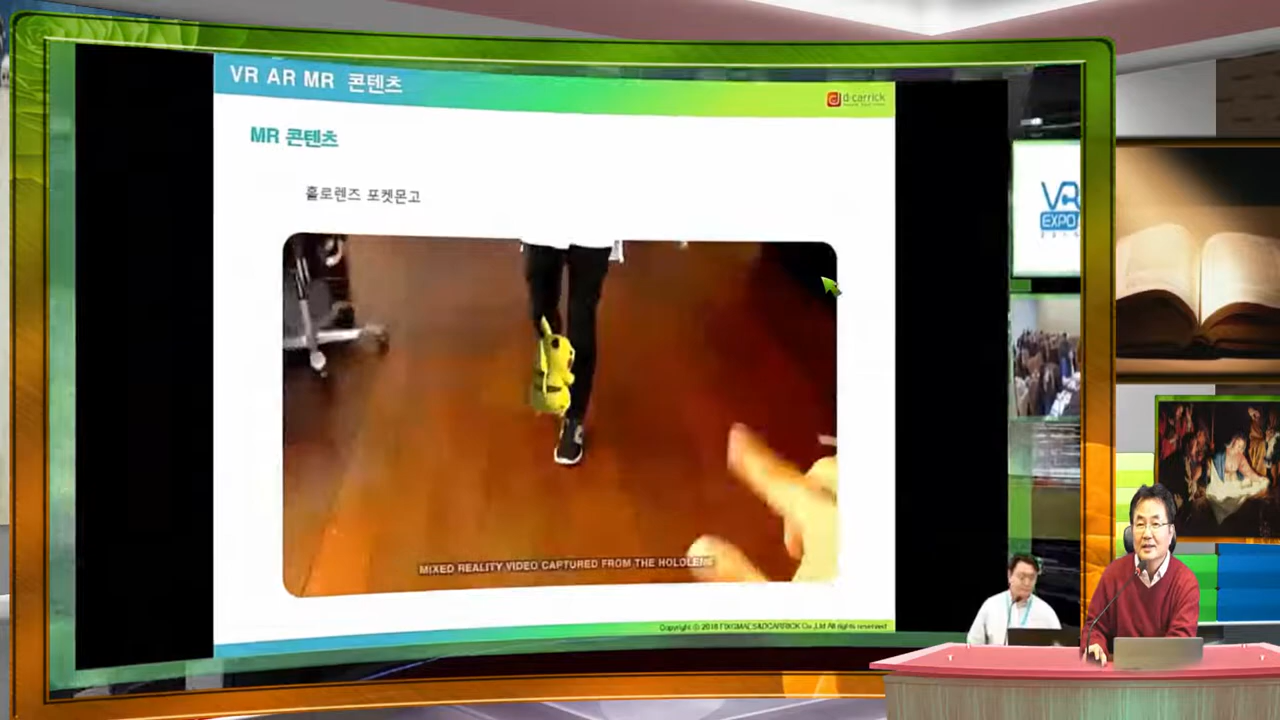 VR AR MR 콘텐츠
d·carrick
MR 콘텐츠
홀로렌즈 포켓몬고
MIXED REALITY VIDEO CAPTURED FROM THE HOLOLENS
VR
EXPO